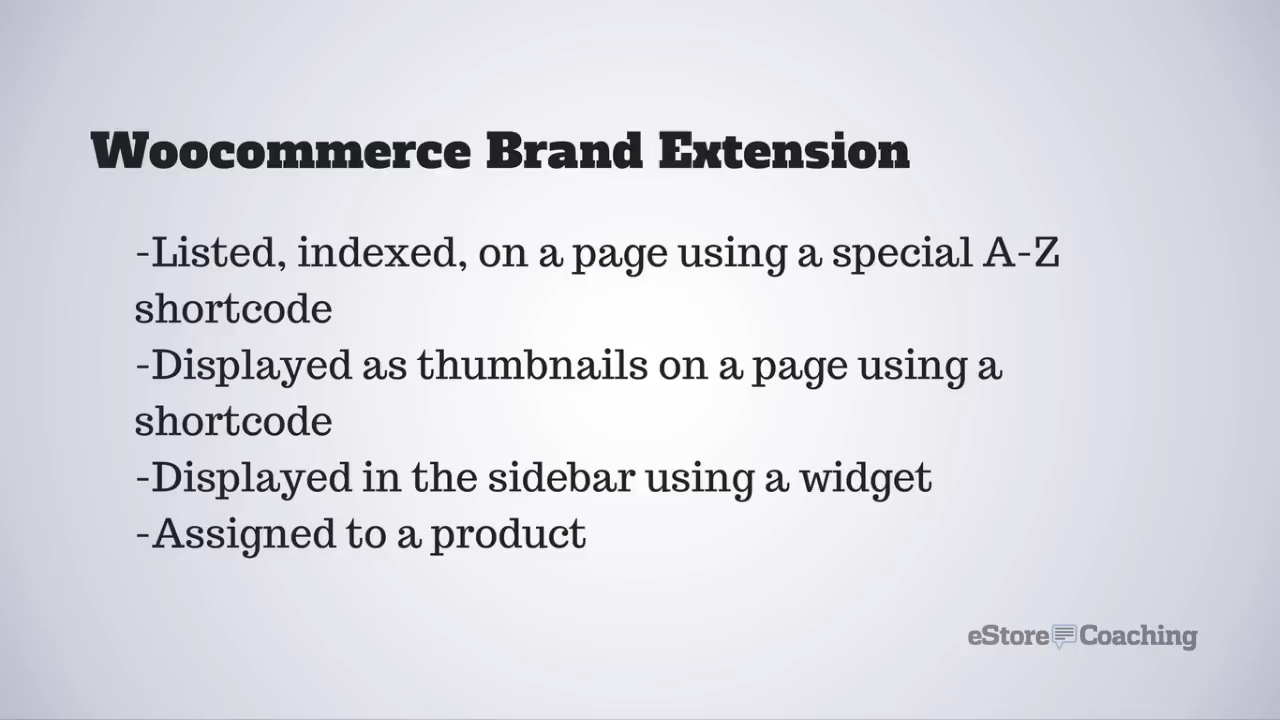 Woocommerce Brand Extension
-Listed, indexed, on a page using a special A-Z
shortcode
-Displayed as thumbnails on a page using a
shortcode
-Displayed in the sidebar using a widget
-Assigned to a product
eStore Coaching